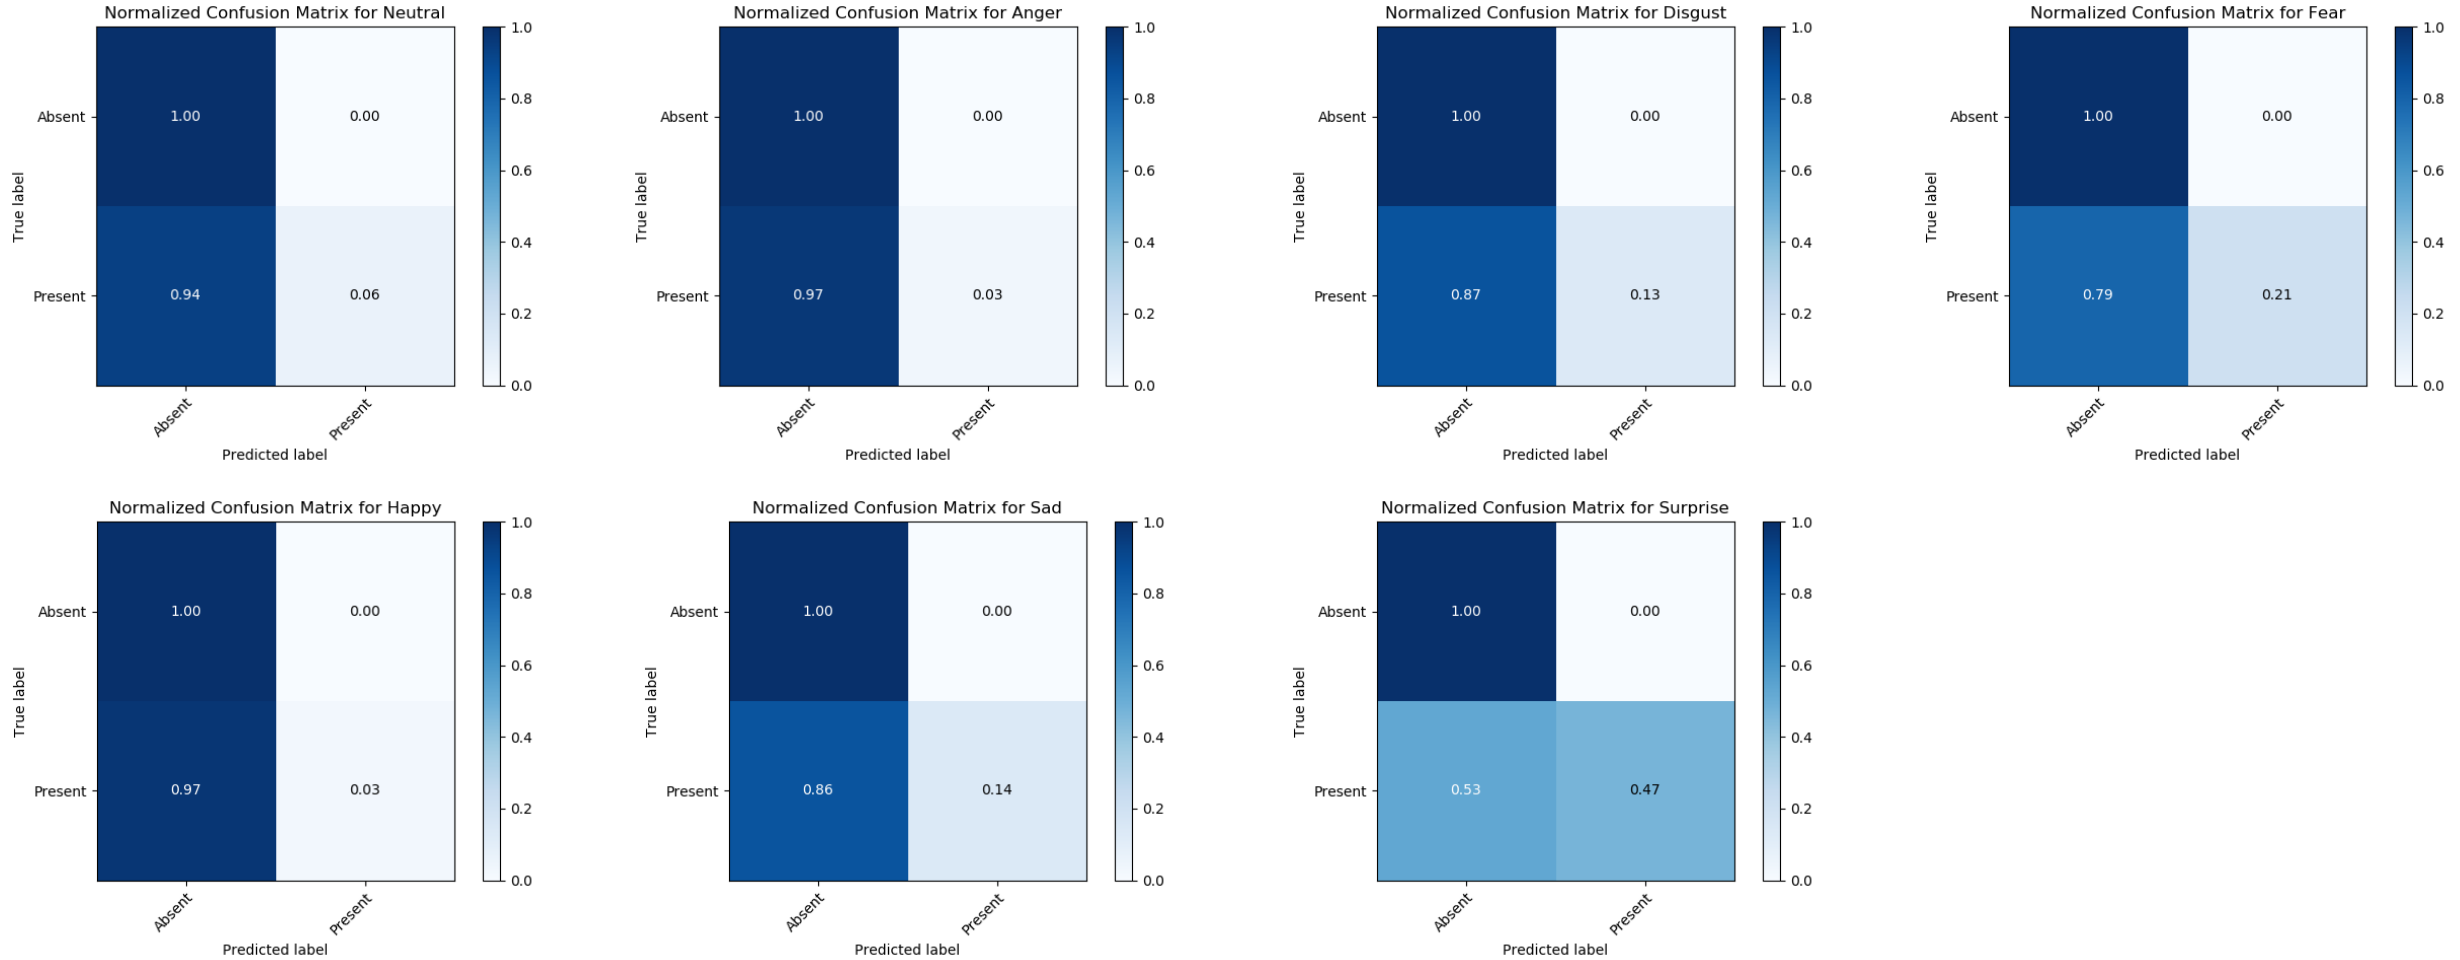 Normalized Confusion Matrix for Neutral
1.0
0.8
0.6
0.4
0.2
0.0
True label
Absent
1.00
0.00
Present
0.94
0.06
Absent
Present
Predicted label
Normalized Confusion Matrix for Anger
1.0
0.8
0.6
0.4
0.2
0.0
True label
Absent
1.00
0.00
Present
0.97
0.03
Absent
Present
Predicted label
Normalized Confusion Matrix for Disgust
1.0
0.8
0.6
0.4
0.2
0.0
True label
Absent
1.00
0.00
Present
0.87
0.13
Absent
Present
Predicted label
Normalized Confusion Matrix for Fear
1.0
0.8
0.6
0.4
0.2
0.0
True label
Absent
1.00
0.00
Present
0.79
0.21
Absent
Present
Predicted label
Normalized Confusion Matrix for Happy
1.0
0.8
0.6
0.4
0.2
0.0
True label
Absent
1.00
0.00
Present
0.97
0.03
Absent
Present
Predicted label
Normalized Confusion Matrix for Sad
1.0
0.8
0.6
0.4
0.2
0.0
True label
Absent
1.00
0.00
Present
0.86
0.14
Absent
Present
Predicted label
Normalized Confusion Matrix for Surprise
1.0
0.8
0.6
0.4
0.2
0.0
True label
Absent
1.00
0.00
Present
0.53
0.47
Absent
Present
Predicted label